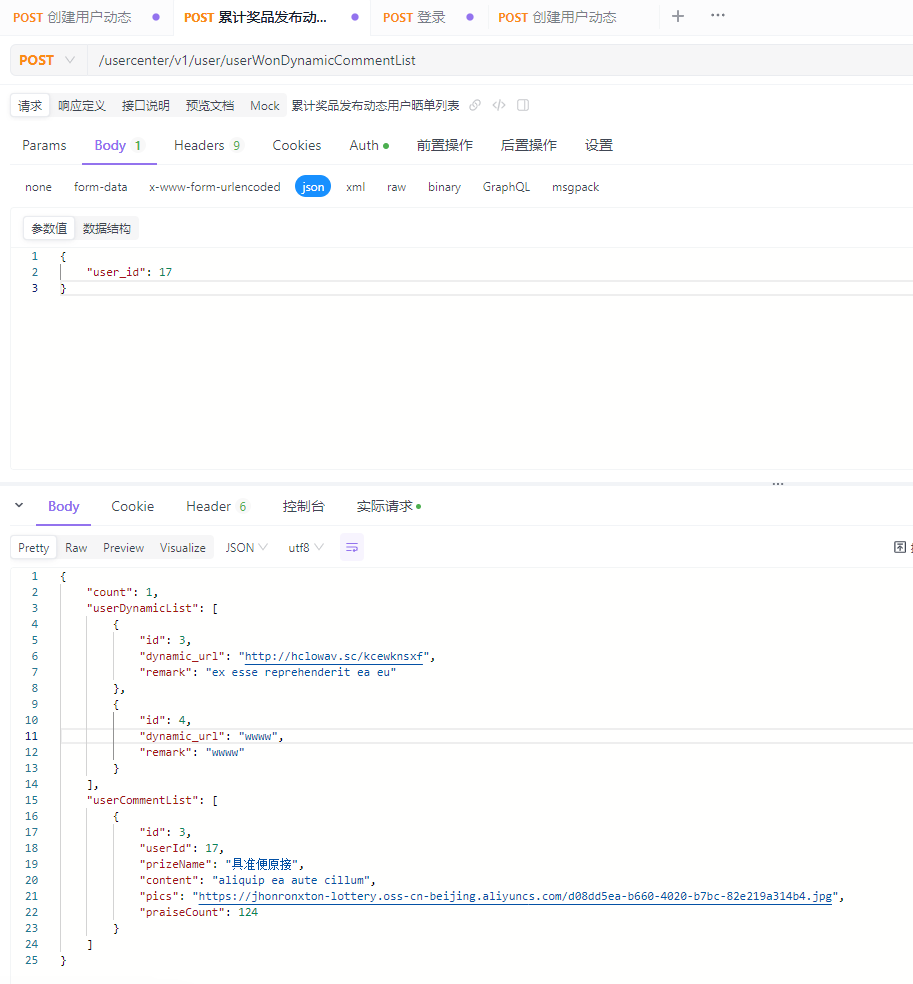 POST 创建用户动态 POST 累计奖品发布动态... POST 登录 POST 创建用户动态
POST /usercenter/v1/user/userWonDynamicCommentList
请求 响应定义 接口说明 预览文档 Mock 累计奖品发布动态用户晒单列表
Params Body 1 Headers 9 Cookies Auth 前置操作 后置操作 设置
none form-data x-www-form-urlencoded json xml raw binary GraphQL msgpack
参数值 数据结构
1 {
2 "user_id": 17
3 }
Body Cookie Header 6 控制台 实际请求
Pretty Raw Preview Visualize JSON utf8
1 {
2 "count": 1,
3 "userDynamicList": [
4 {
5 "id": 3,
6 "dynamic_url": "http://hclowav.sc/kcewknsxf",
7 "remark": "ex esse reprehenderit ea eu"
8 },
9 {
10 "id": 4,
11 "dynamic_url": "wwww",
12 "remark": "wwww"
13 }
14 ],
15 "userCommentList": [
16 {
17 "id": 3,
18 "userId": 17,
19 "prizeName": "具准便原接",
20 "content": "aliquip ea aute cillum",
21 "pics": "https://jhonronxton-lottery.oss-cn-beijing.aliyuncs.com/d08dd5ea-b660-4020-b7bc-82e219a314b4.jpg",
22 "praiseCount": 124
23 }
24 ]
25 }